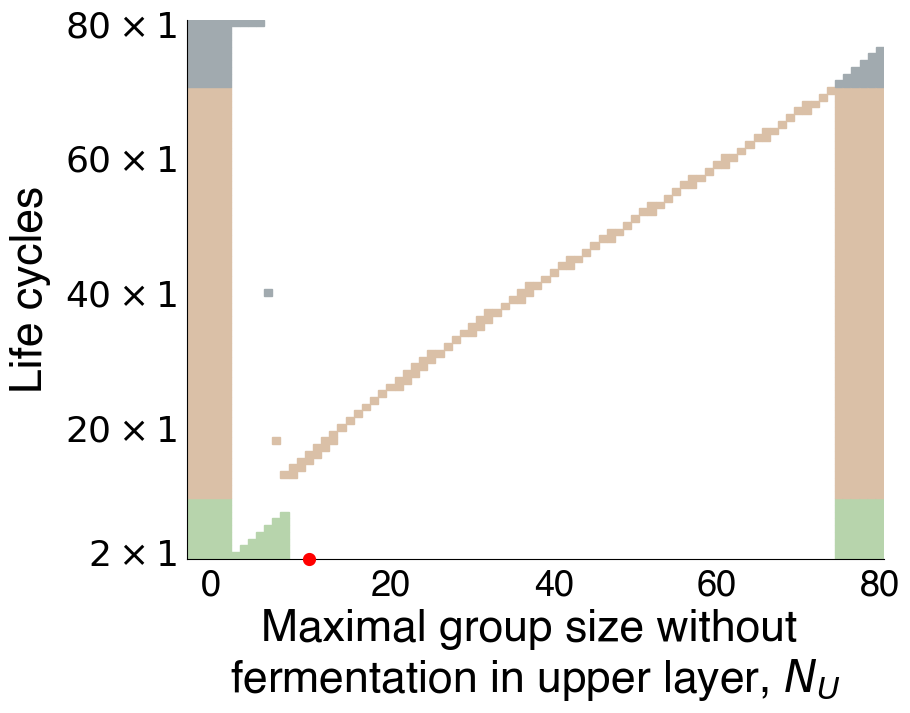 80 × 1
60 × 1
40 × 1
20 × 1
2 × 1
Life cycles
0 20 40 60 80
Maximal group size without
fermentation in upper layer, N_U